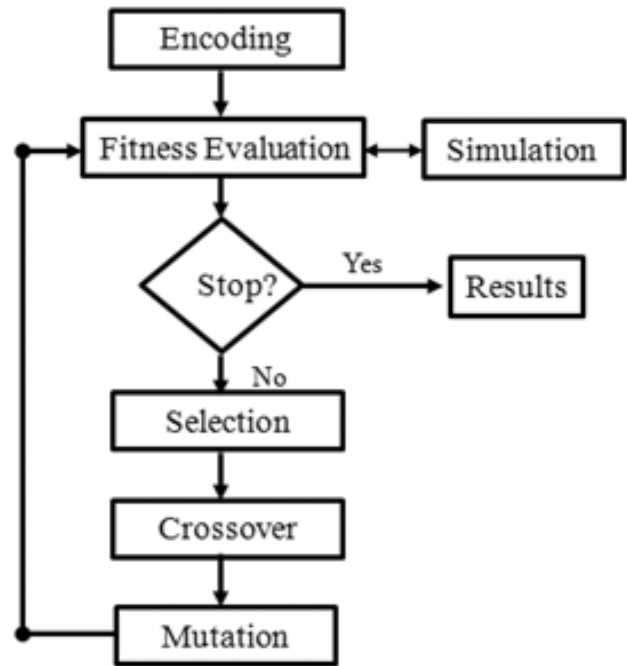 Encoding
Fitness Evaluation
Simulation
Stop?
Yes
Results
No
Selection
Crossover
Mutation